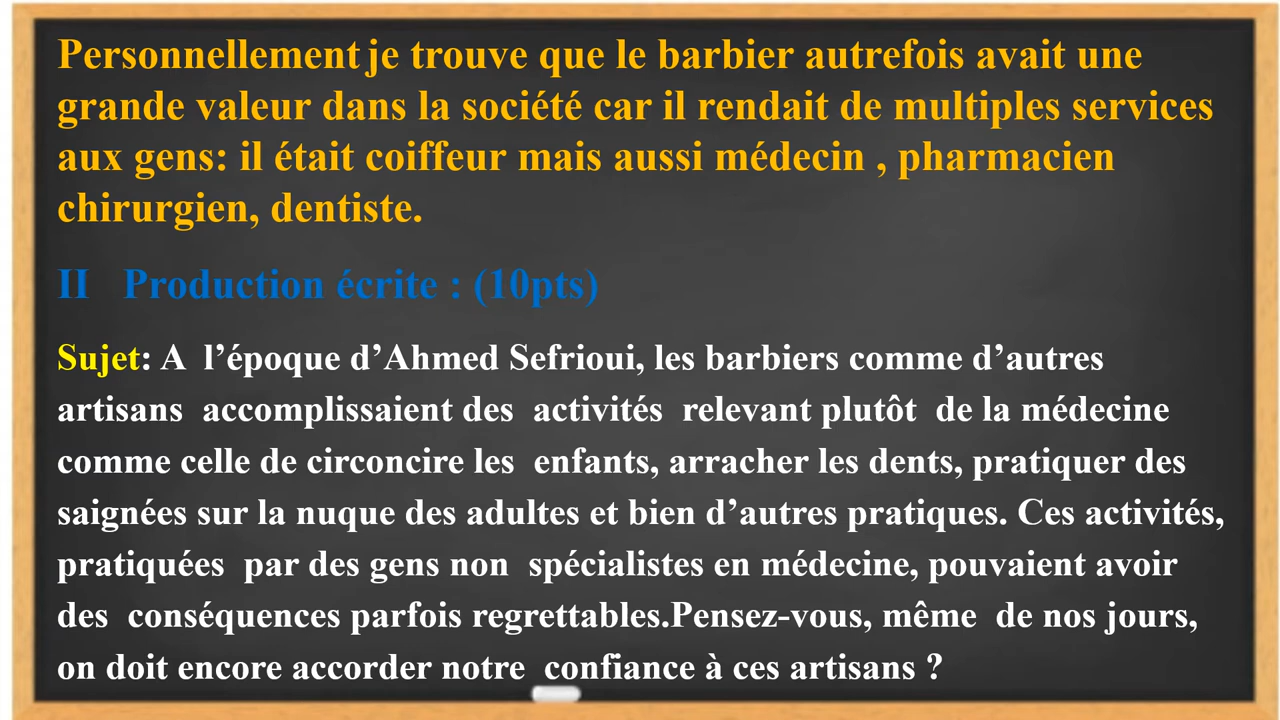 Personnellement je trouve que le barbier autrefois avait une
grande valeur dans la société car il rendait de multiples services
aux gens: il était coiffeur mais aussi médecin , pharmacien
chirurgien, dentiste.
II Production écrite : (10pts)
Sujet: A l’époque d’Ahmed Sefrioui, les barbiers comme d’autres
artisans accomplissaient des activités relevant plutôt de la médecine
comme celle de circoncire les enfants, arracher les dents, pratiquer des
saignées sur la nuque des adultes et bien d’autres pratiques. Ces activités,
pratiquées par des gens non spécialistes en médecine, pouvaient avoir
des conséquences parfois regrettables.Pensez-vous, même de nos jours,
on doit encore accorder notre confiance à ces artisans ?